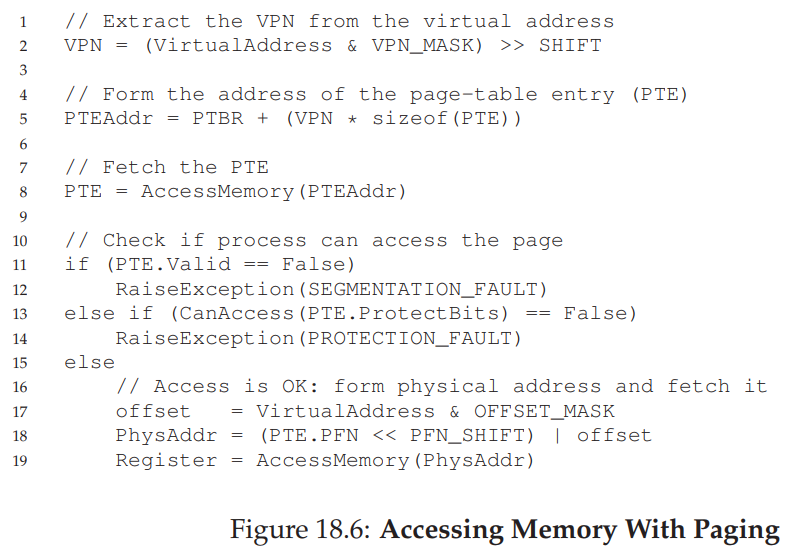 1 // Extract the VPN from the virtual address
2 VPN = (VirtualAddress & VPN_MASK) >> SHIFT
3
4 // Form the address of the page-table entry (PTE)
5 PTEAddr = PTBR + (VPN * sizeof(PTE))
6
7 // Fetch the PTE
8 PTE = AccessMemory(PTEAddr)
9
10 // Check if process can access the page
11 if (PTE.Valid == False)
12     RaiseException(SEGMENTATION_FAULT)
13 else if (CanAccess(PTE.ProtectBits) == False)
14     RaiseException(PROTECTION_FAULT)
15 else
16     // Access is OK: form physical address and fetch it
17     offset   = VirtualAddress & OFFSET_MASK
18     PhysAddr = (PTE.PFN << PFN_SHIFT) | offset
19     Register = AccessMemory(PhysAddr)
Figure 18.6: Accessing Memory With Paging